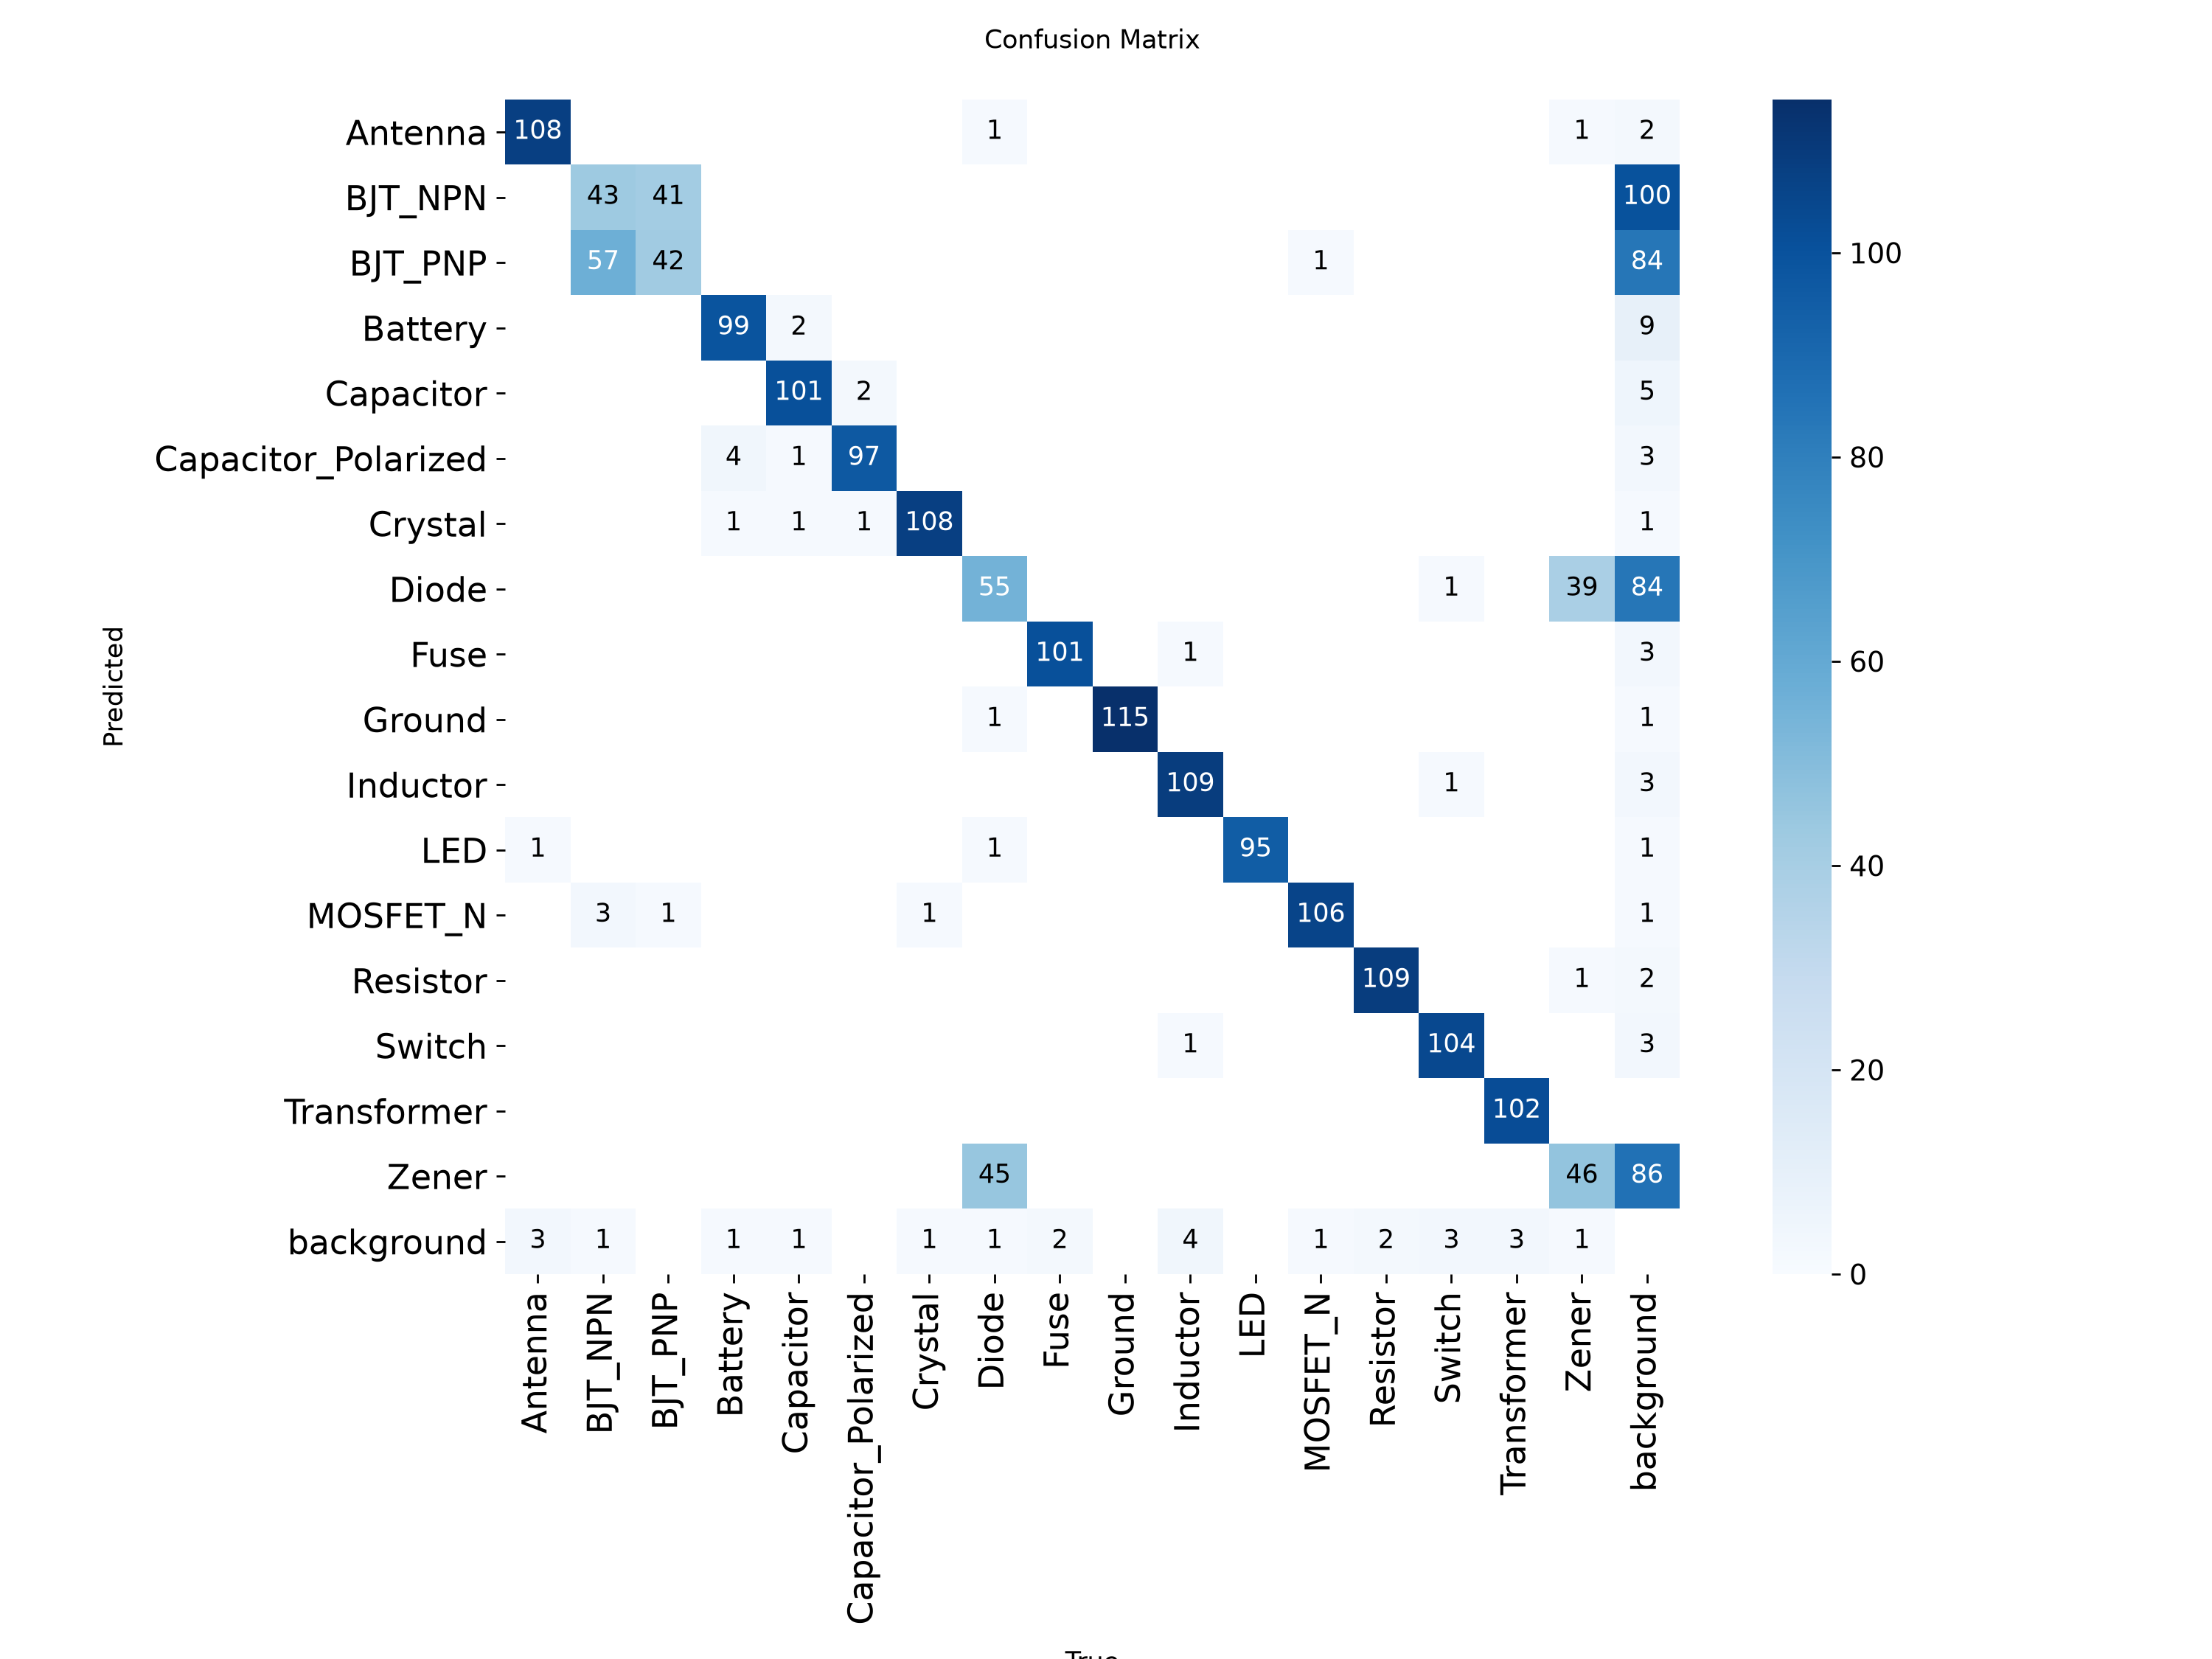 Confusion Matrix
Antenna 108 1 1 2
BJT_NPN 43 41 100
BJT_PNP 57 42 1 84
Battery 99 2 9
Capacitor 101 2 5
Capacitor_Polarized 4 1 97 3
Crystal 1 1 1 108 1
Diode 55 1 39 84
Fuse 101 1 3
Ground 1 115 1
Inductor 109 1 3
LED 1 1 95 1
MOSFET_N 3 1 1 106 1
Resistor 109 1 2
Switch 1 104 3
Transformer 102
Zener 45 46 86
background 3 1 1 1 1 1 2 4 1 2 3 3 1
Predicted
Antenna
BJT_NPN
BJT_PNP
Battery
Capacitor
Capacitor_Polarized
Crystal
Diode
Fuse
Ground
Inductor
LED
MOSFET_N
Resistor
Switch
Transformer
Zener
background
True
100
80
60
40
20
0